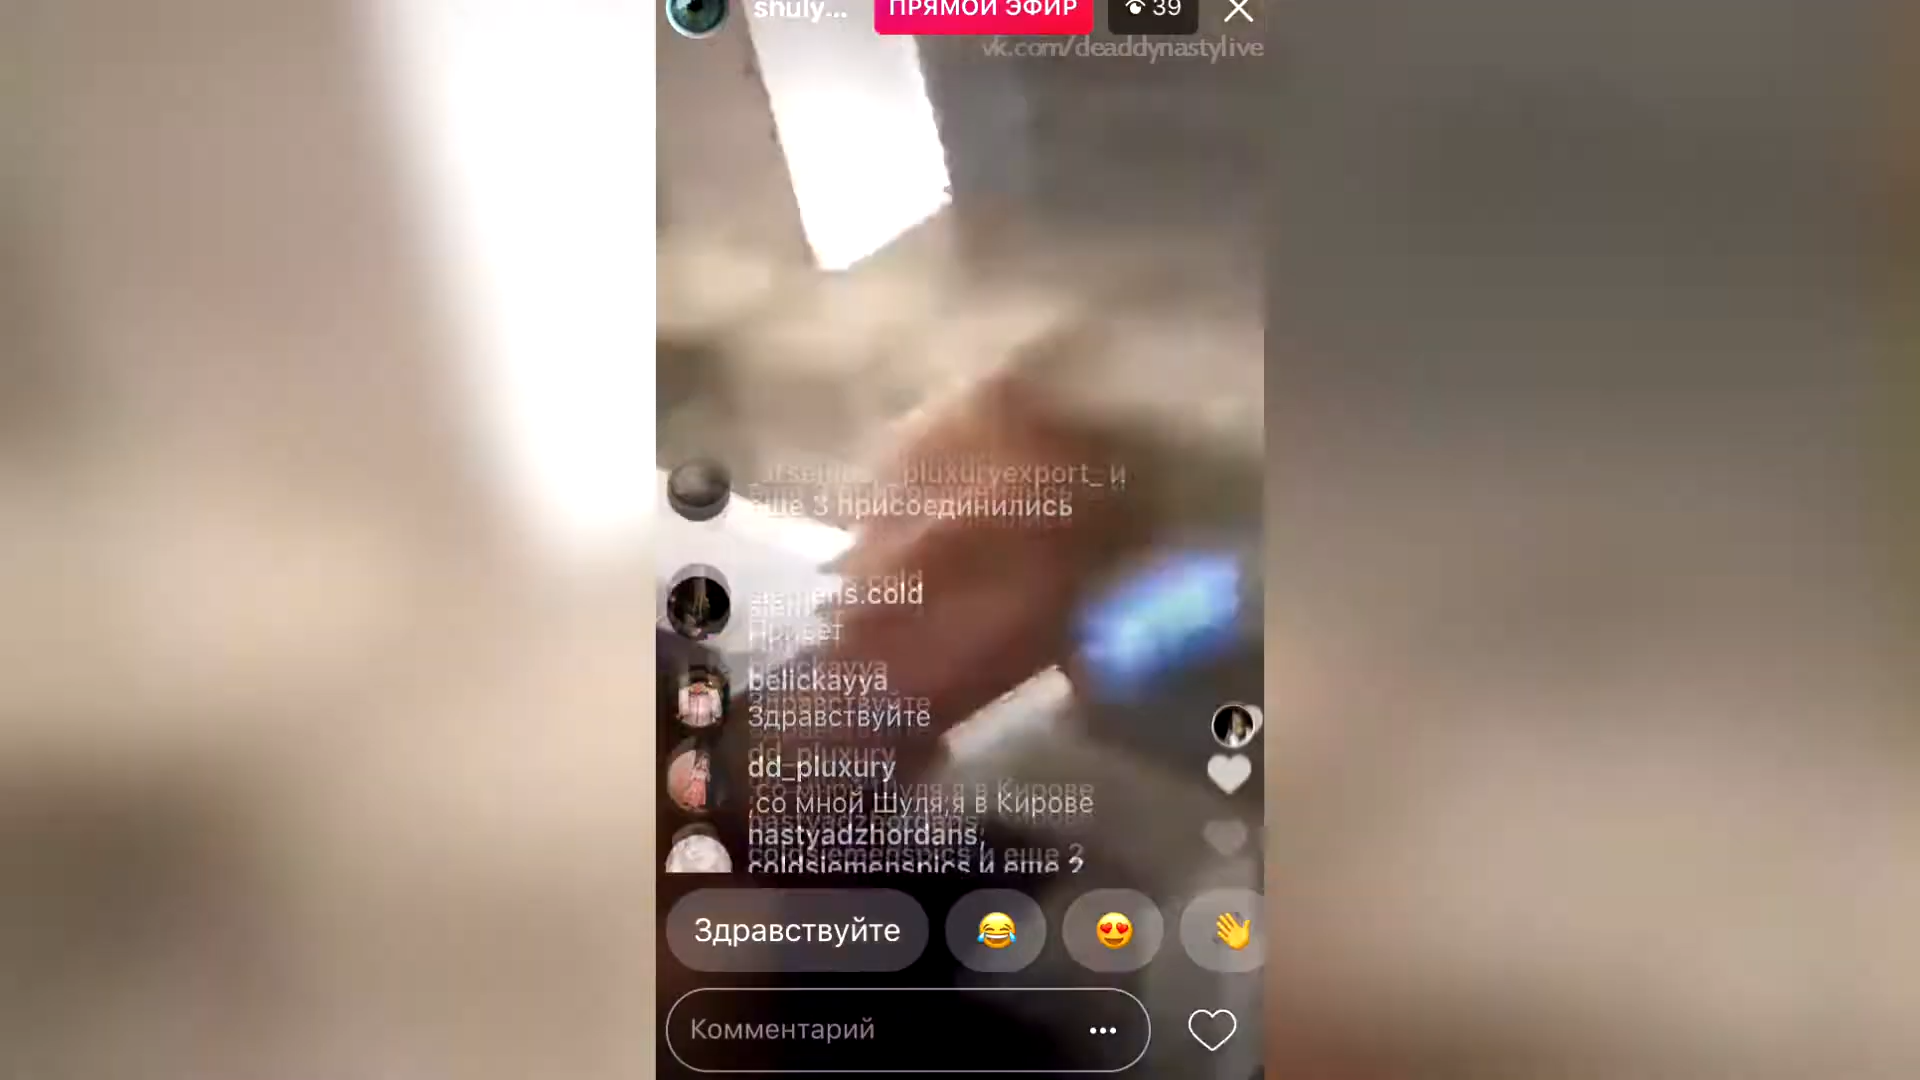 shuly...
ПРЯМОЙ ЭФИР
39
vk.com/deaddynastylive
pluxuryexport_ и
еще 3 присоединились
siemens.cold
Привет
belickayya
Здравствуйте
dd_pluxury
,со мной Шуля,я в Кирове
nastyadzhordans,
coldsiemenspics и еще 2
Здравствуйте
Комментарий